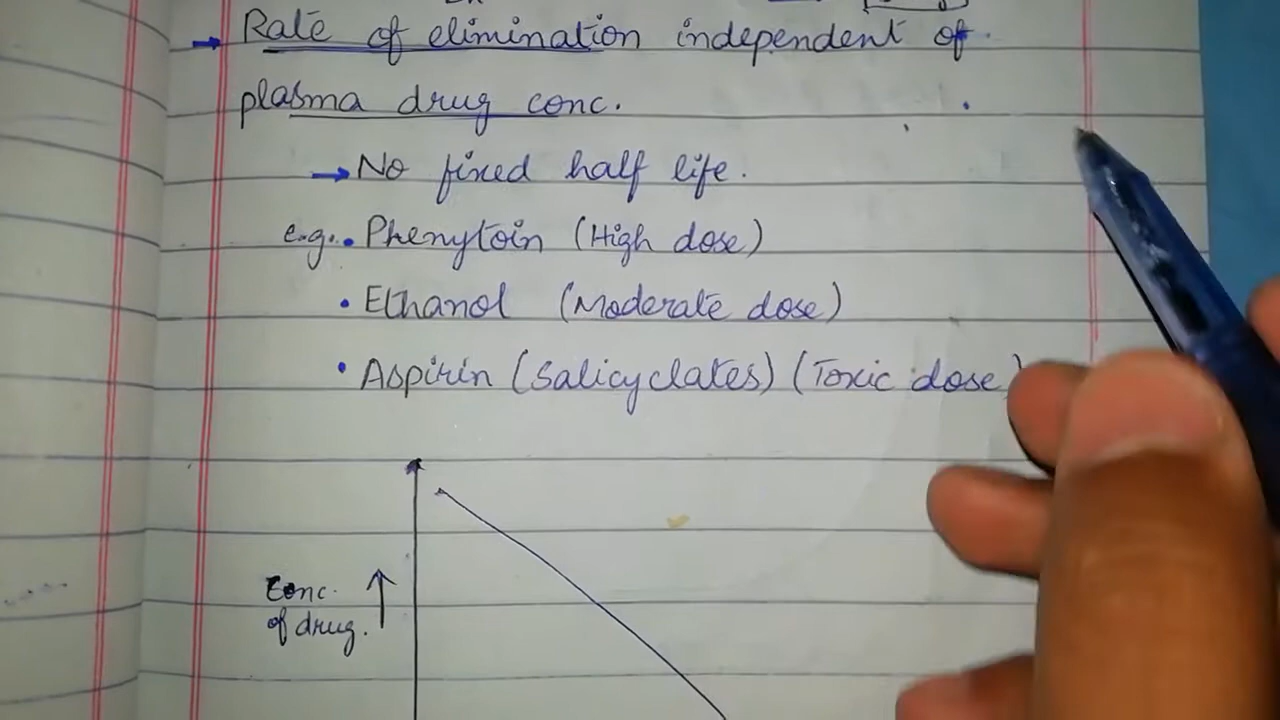 → Rate of elimination independent of
plasma drug conc.
→ No fixed half life.
e.g.. • Phenytoin (High dose)
• Ethanol (Moderate dose)
• Aspirin (Salicyclates) (Toxic dose)
Conc.
of drug.